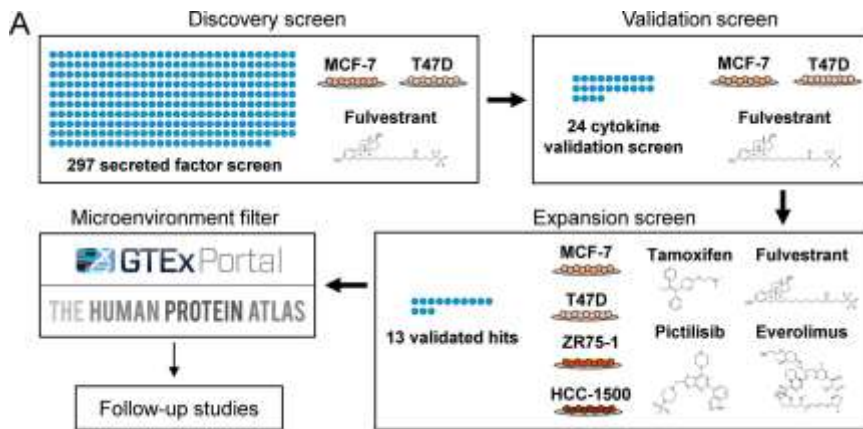 A
Discovery screen
MCF-7
T47D
Fulvestrant
297 secreted factor screen
Validation screen
MCF-7
T47D
24 cytokine
validation screen
Fulvestrant
Expansion screen
MCF-7
T47D
ZR75-1
HCC-1500
13 validated hits
Tamoxifen
Fulvestrant
Pictilisib
Everolimus
Microenvironment filter
GTEx Portal
THE HUMAN PROTEIN ATLAS
Follow-up studies